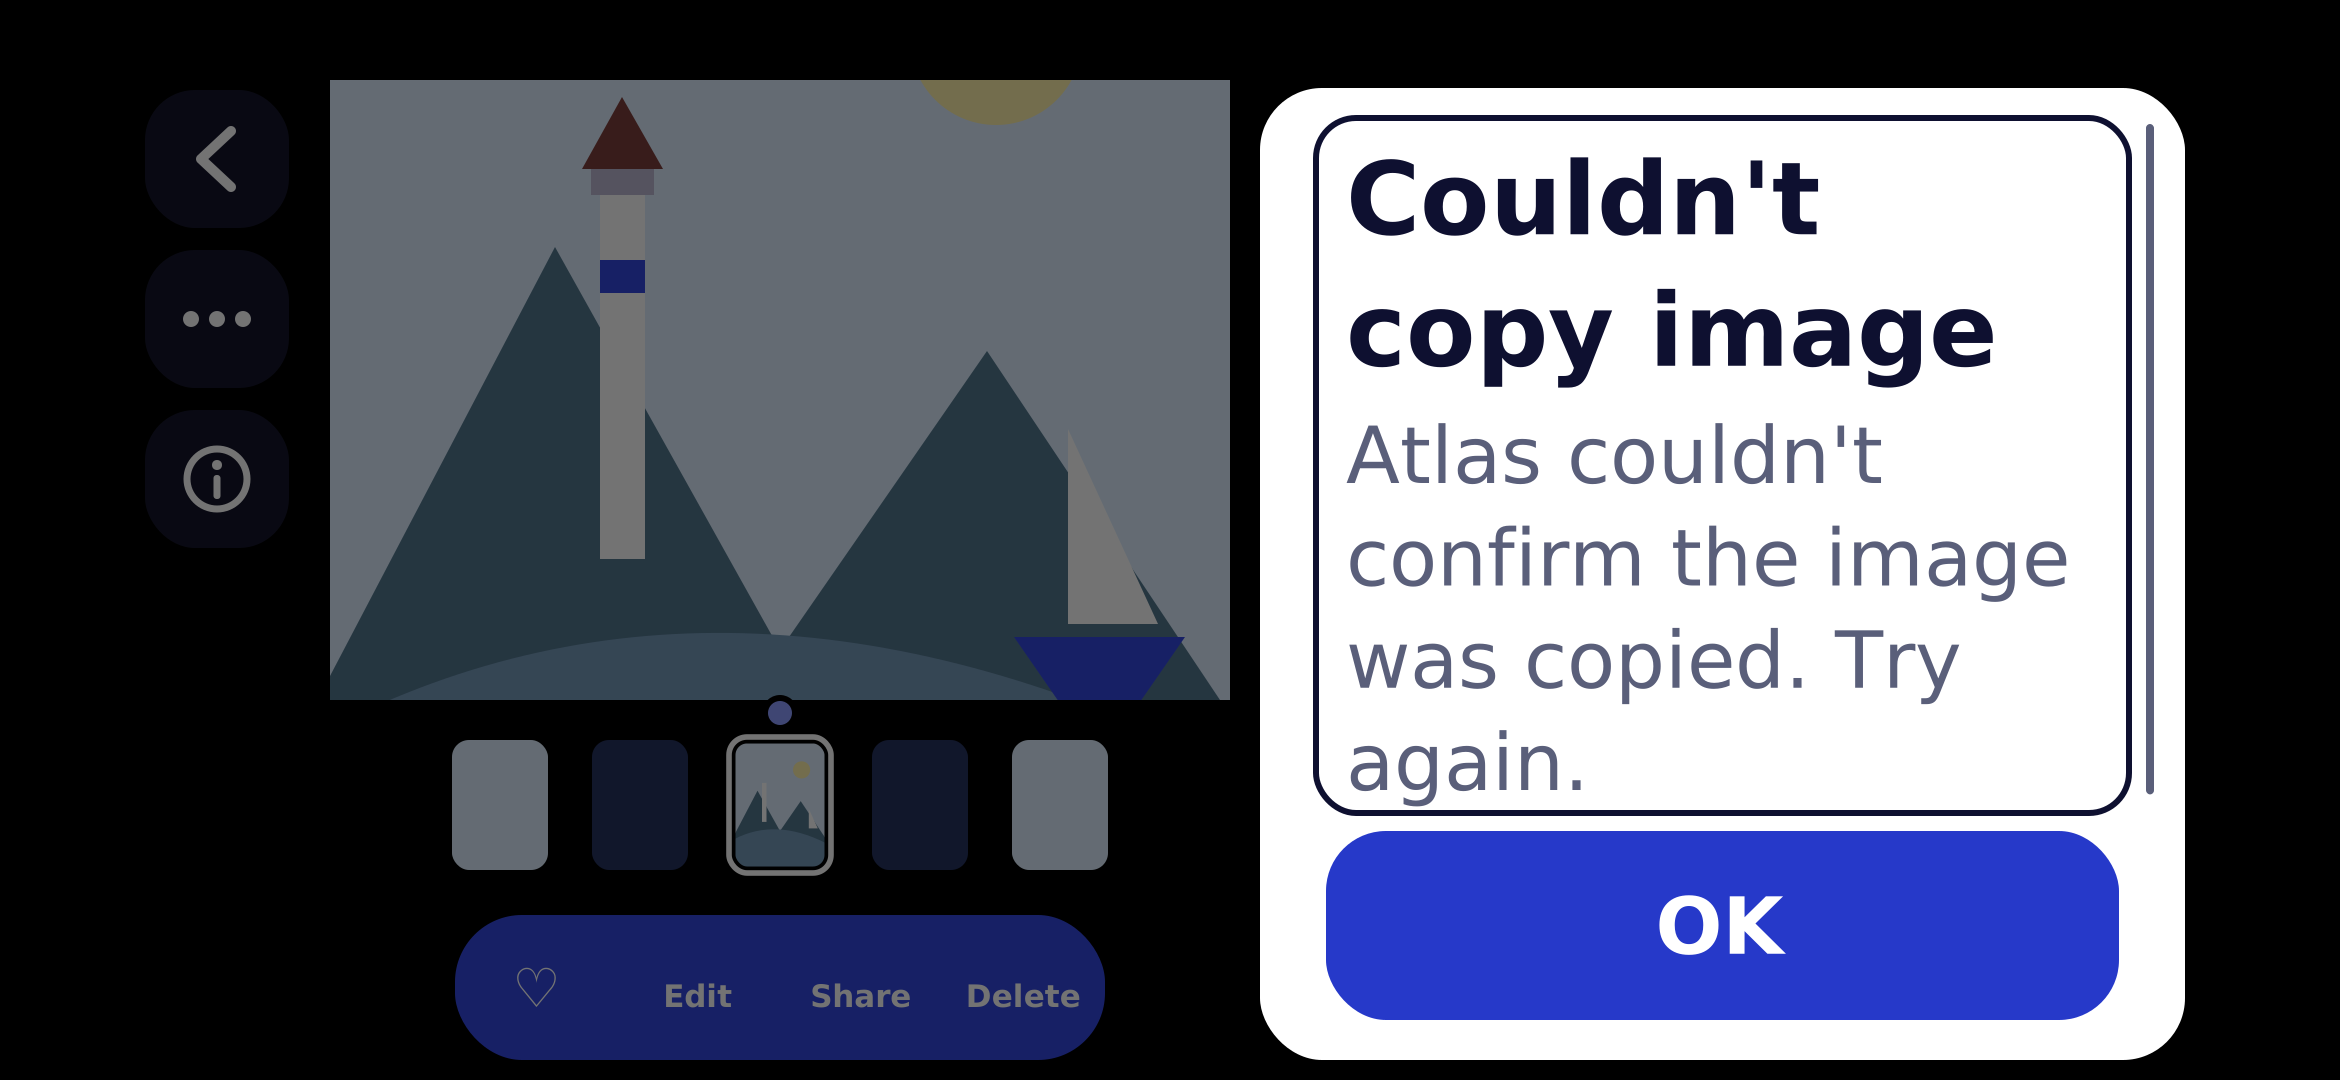 Couldn't
copy image
Atlas couldn't
confirm the image
was copied. Try
again.
OK
Edit Share Delete